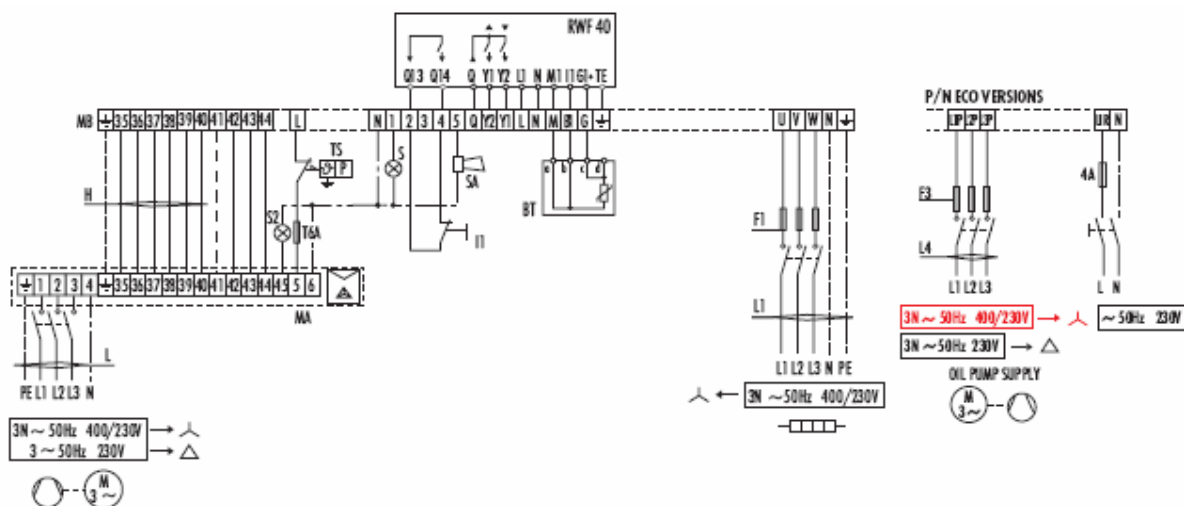 RWF 40
Q13 Q14 Q Y1 Y2 L1 N M1 I1 G1+ TE
P/N ECO VERSIONS
MB 35 36 37 38 39 40 41 42 43 44 L N 1 2 3 4 5 Q Y2 Y1 L N M BI G U V W N L1P L2P L3P UR N
TS
P
S
SA
4A
H
a b c d
F3
BT
S2
T6A
I1
F1
L4
1 2 3 4 35 36 37 38 39 40 41 42 43 44 45 5 6
MA
L1 L2 L3
L N
L1
3N ~ 50Hz 400/230V
~ 50Hz 230V
L
3N ~ 50Hz 230V
PE L1 L2 L3 N
L1 L2 L3 N PE
OIL PUMP SUPPLY
3N ~ 50Hz 400/230V
M
3 ~
3N ~ 50Hz 400/230V
3 ~ 50Hz 230V
M
3 ~